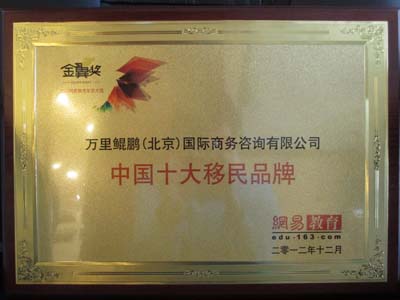 金翼奖
万里鲲鹏(北京)国际商务咨询有限公司
中国十大移民品牌
網易教育
edu·163·com
二零一二年十二月